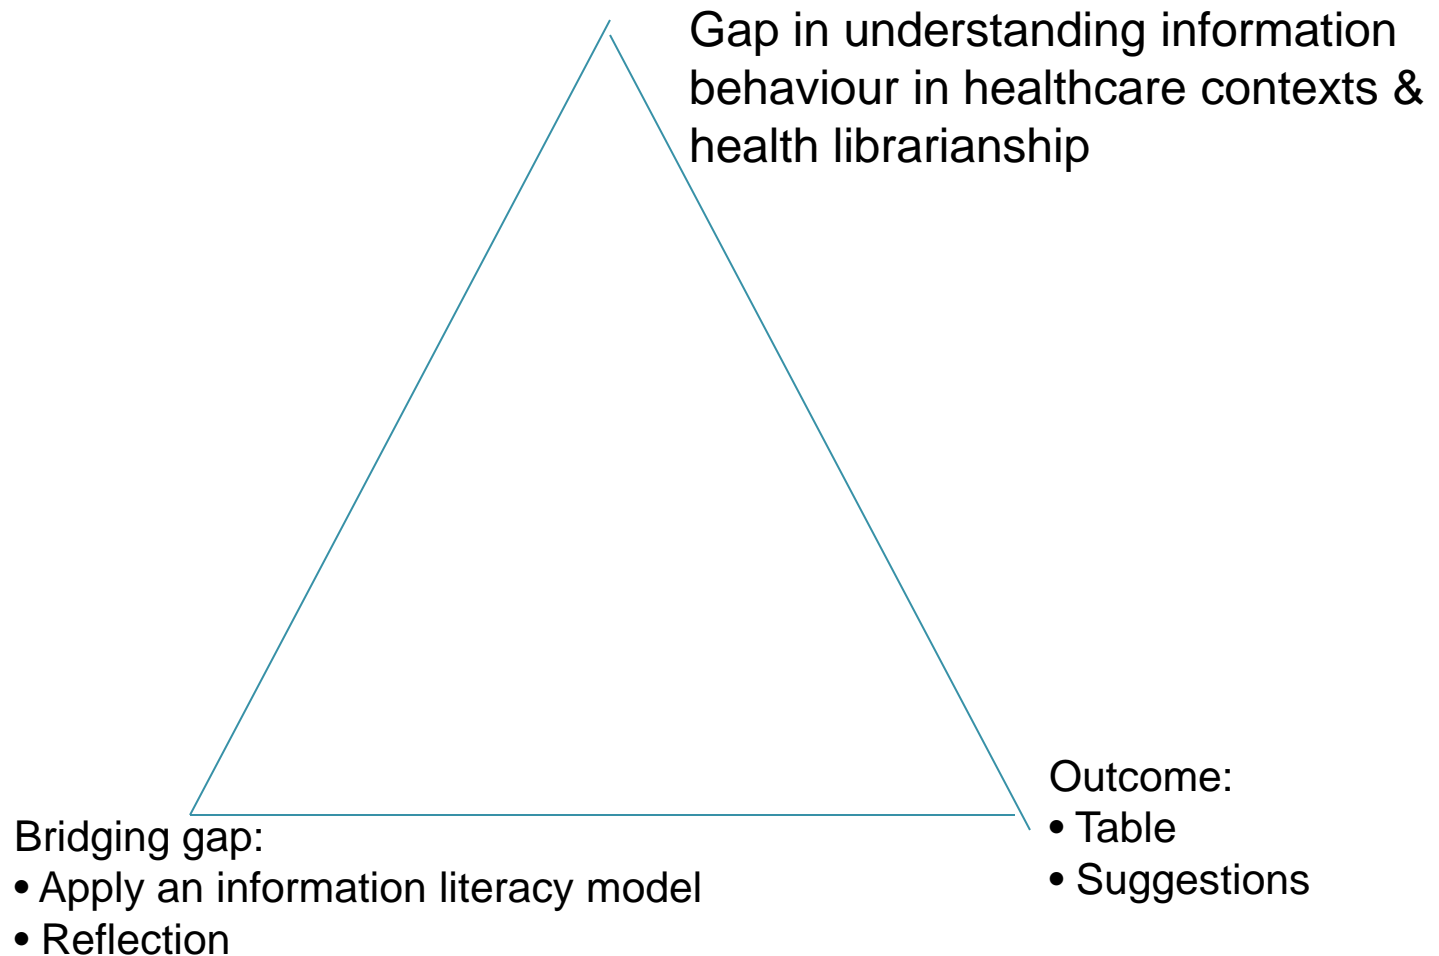 Gap in understanding information
behaviour in healthcare contexts &
health librarianship
Outcome:
• Table
• Suggestions
Bridging gap:
• Apply an information literacy model
• Reflection